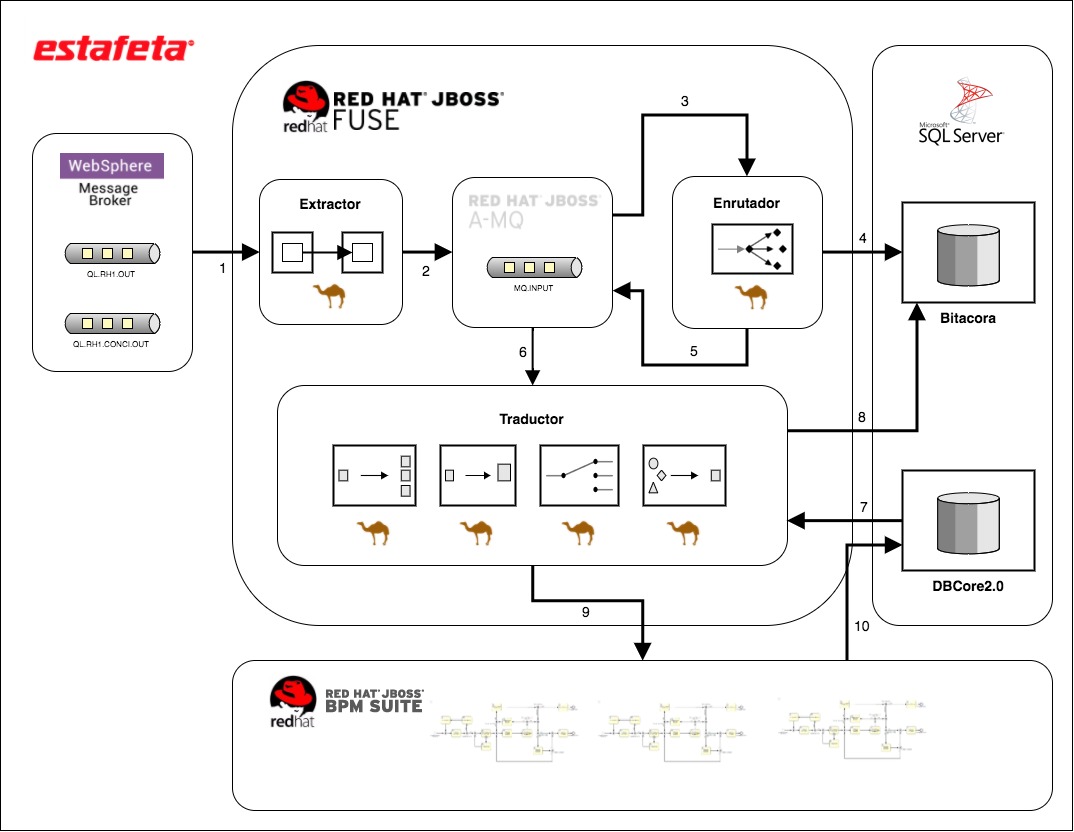 estafeta
RED HAT JBOSS
FUSE
redhat
Microsoft
SQL Server
WebSphere
Message
Broker
QL.RH1.OUT
QL.RH1.CONCI.OUT
1
Extractor
2
RED HAT JBOSS
A-MQ
MQ.INPUT
3
Enrutador
4
5
6
Bitacora
Traductor
8
7
DBCore2.0
9
10
redhat
RED HAT JBOSS
BPM SUITE